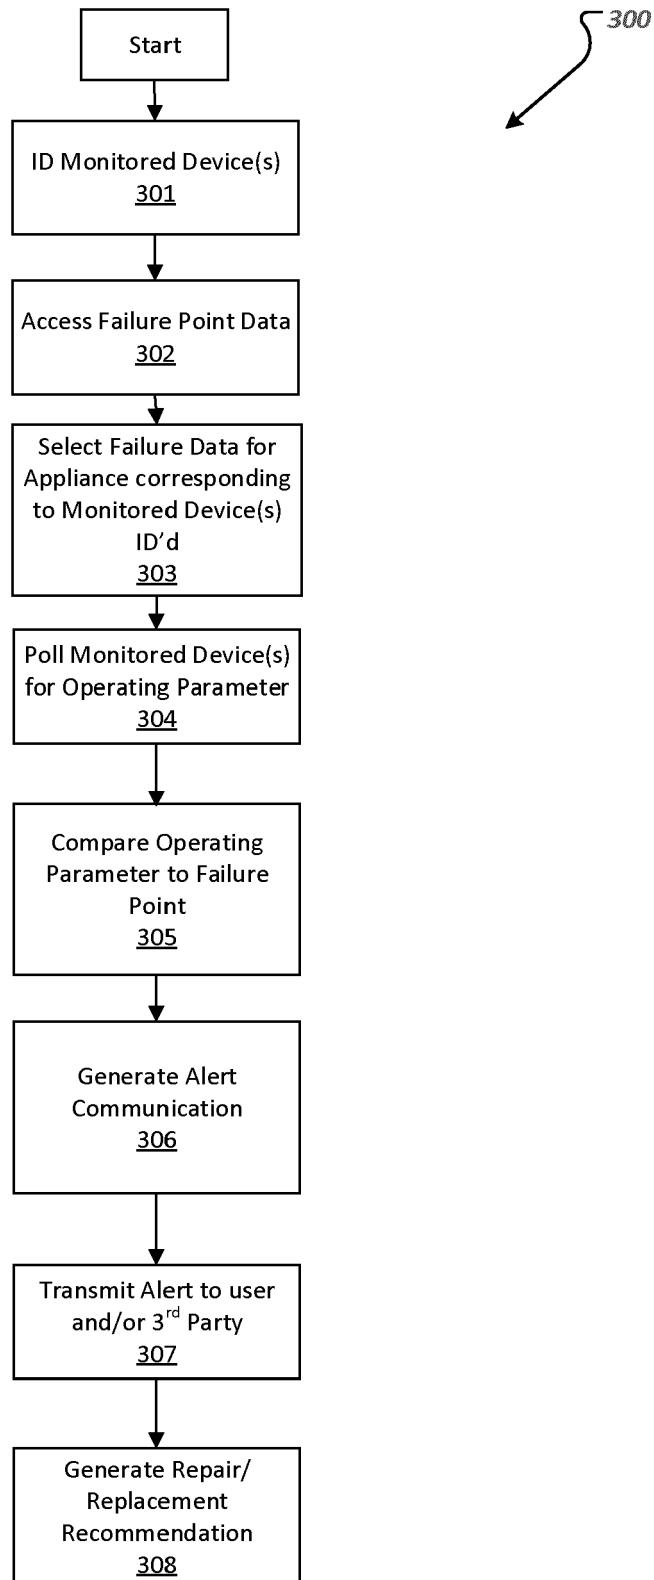 Start
300
ID Monitored Device(s)
301
Access Failure Point Data
302
Select Failure Data for
Appliance corresponding
to Monitored Device(s)
ID’d
303
Poll Monitored Device(s)
for Operating Parameter
304
Compare Operating
Parameter to Failure
Point
305
Generate Alert
Communication
306
Transmit Alert to user
and/or 3rd Party
307
Generate Repair/
Replacement
Recommendation
308